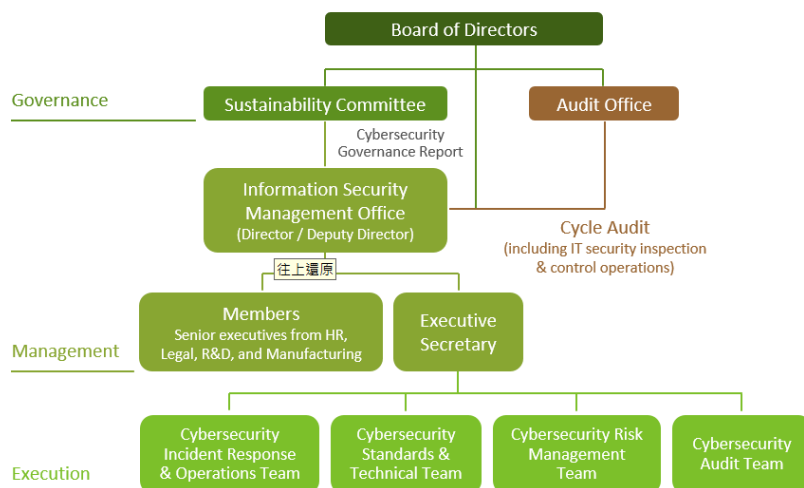 Board of Directors
Governance
Sustainability Committee
Audit Office
Cybersecurity
Governance Report
Information Security
Management Office
(Director / Deputy Director)
Cycle Audit
(including IT security inspection
& control operations)
往上還原
Members
Senior executives from HR,
Legal, R&D, and Manufacturing
Executive
Secretary
Management
Cybersecurity
Incident Response
& Operations Team
Cybersecurity
Standards &
Technical Team
Cybersecurity Risk
Management
Team
Cybersecurity
Audit Team
Execution